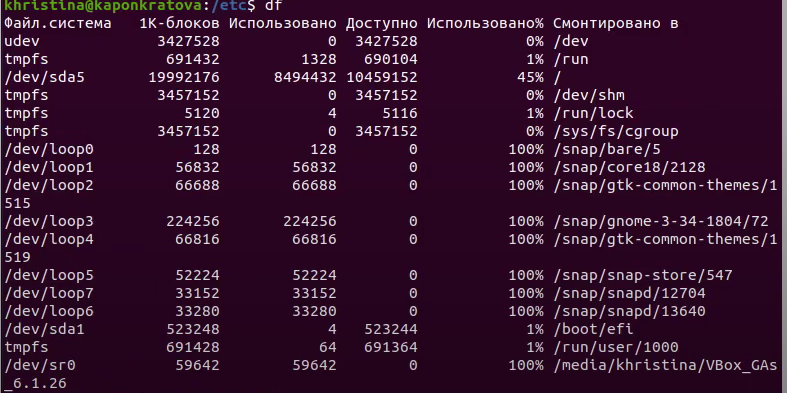 khristina@kaponkratova:/etc$ df
Файл.система   1K-блоков Использовано Доступно Использовано% Cмонтировано в
udev             3427528            0  3427528            0% /dev
tmpfs             691432         1328   690104            1% /run
/dev/sda5       19992176      8494432 10459152           45% /
tmpfs            3457152            0  3457152            0% /dev/shm
tmpfs               5120            4     5116            1% /run/lock
tmpfs            3457152            0  3457152            0% /sys/fs/cgroup
/dev/loop0           128          128        0          100% /snap/bare/5
/dev/loop1         56832        56832        0          100% /snap/core18/2128
/dev/loop2         66688        66688        0          100% /snap/gtk-common-themes/1
515
/dev/loop3        224256       224256        0          100% /snap/gnome-3-34-1804/72
/dev/loop4         66816        66816        0          100% /snap/gtk-common-themes/1
519
/dev/loop5         52224        52224        0          100% /snap/snap-store/547
/dev/loop7         33152        33152        0          100% /snap/snapd/12704
/dev/loop6         33280        33280        0          100% /snap/snapd/13640
/dev/sda1         523248            4   523244            1% /boot/efi
tmpfs             691428           64   691364            1% /run/user/1000
/dev/sr0           59642        59642        0          100% /media/khristina/VBox_GAs
_6.1.26